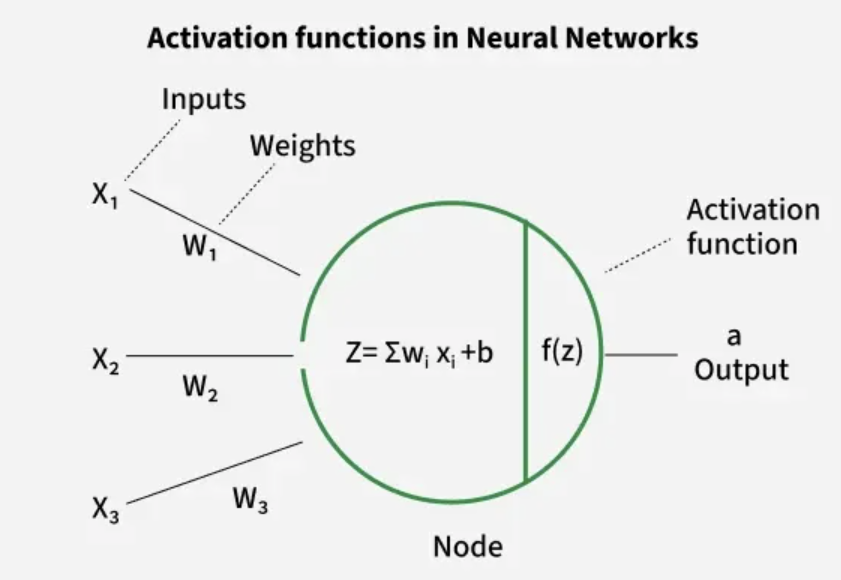 Activation functions in Neural Networks
Inputs
Weights
X₁
W₁
Activation
function
X₂
W₂
Z= Σwᵢ xᵢ +b
f(z)
a
Output
X₃
W₃
Node